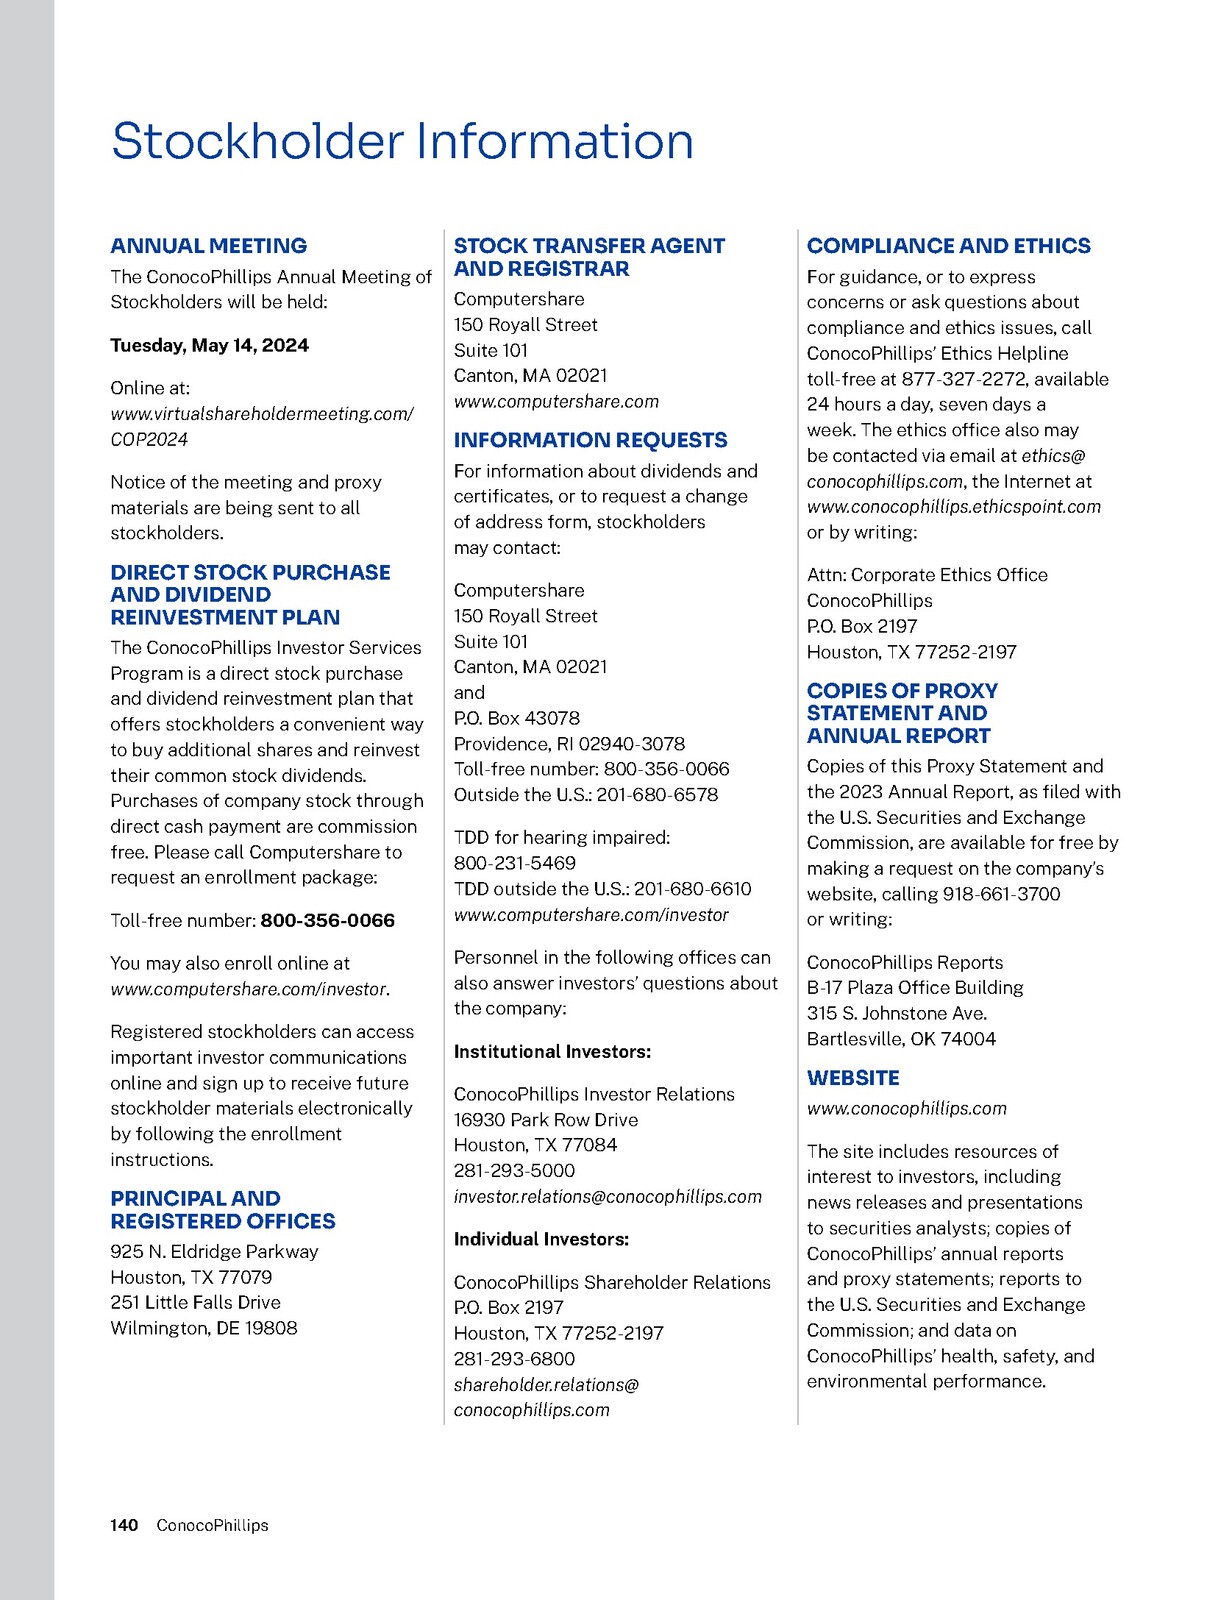 Stockholder Information
ANNUAL MEETING
The ConocoPhillips Annual Meeting of
Stockholders will be held:
Tuesday, May 14, 2024
Online at:
www.virtualshareholdermeeting.com/
COP2024
Notice of the meeting and proxy
materials are being sent to all
stockholders.
DIRECT STOCK PURCHASE
AND DIVIDEND
REINVESTMENT PLAN
The ConocoPhillips Investor Services
Program is a direct stock purchase
and dividend reinvestment plan that
offers stockholders a convenient way
to buy additional shares and reinvest
their common stock dividends.
Purchases of company stock through
direct cash payment are commission
free. Please call Computershare to
request an enrollment package:
Toll-free number: 800-356-0066
You may also enroll online at
www.computershare.com/investor.
Registered stockholders can access
important investor communications
online and sign up to receive future
stockholder materials electronically
by following the enrollment
instructions.
PRINCIPAL AND
REGISTERED OFFICES
925 N. Eldridge Parkway
Houston, TX 77079
251 Little Falls Drive
Wilmington, DE 19808
STOCK TRANSFER AGENT
AND REGISTRAR
Computershare
150 Royall Street
Suite 101
Canton, MA 02021
www.computershare.com
INFORMATION REQUESTS
For information about dividends and
certificates, or to request a change
of address form, stockholders
may contact:
Computershare
150 Royall Street
Suite 101
Canton, MA 02021
and
P.O. Box 43078
Providence, RI 02940-3078
Toll-free number: 800-356-0066
Outside the U.S.: 201-680-6578
TDD for hearing impaired:
800-231-5469
TDD outside the U.S.: 201-680-6610
www.computershare.com/investor
Personnel in the following offices can
also answer investors’ questions about
the company:
Institutional Investors:
ConocoPhillips Investor Relations
16930 Park Row Drive
Houston, TX 77084
281-293-5000
investor.relations@conocophillips.com
Individual Investors:
ConocoPhillips Shareholder Relations
P.O. Box 2197
Houston, TX 77252-2197
281-293-6800
shareholder.relations@
conocophillips.com
COMPLIANCE AND ETHICS
For guidance, or to express
concerns or ask questions about
compliance and ethics issues, call
ConocoPhillips’ Ethics Helpline
toll-free at 877-327-2272, available
24 hours a day, seven days a
week. The ethics office also may
be contacted via email at ethics@
conocophillips.com, the Internet at
www.conocophillips.ethicspoint.com
or by writing:
Attn: Corporate Ethics Office
ConocoPhillips
P.O. Box 2197
Houston, TX 77252-2197
COPIES OF PROXY
STATEMENT AND
ANNUAL REPORT
Copies of this Proxy Statement and
the 2023 Annual Report, as filed with
the U.S. Securities and Exchange
Commission, are available for free by
making a request on the company’s
website, calling 918-661-3700
or writing:
ConocoPhillips Reports
B-17 Plaza Office Building
315 S. Johnstone Ave.
Bartlesville, OK 74004
WEBSITE
www.conocophillips.com
The site includes resources of
interest to investors, including
news releases and presentations
to securities analysts; copies of
ConocoPhillips’ annual reports
and proxy statements; reports to
the U.S. Securities and Exchange
Commission; and data on
ConocoPhillips’ health, safety, and
environmental performance.
140 ConocoPhillips